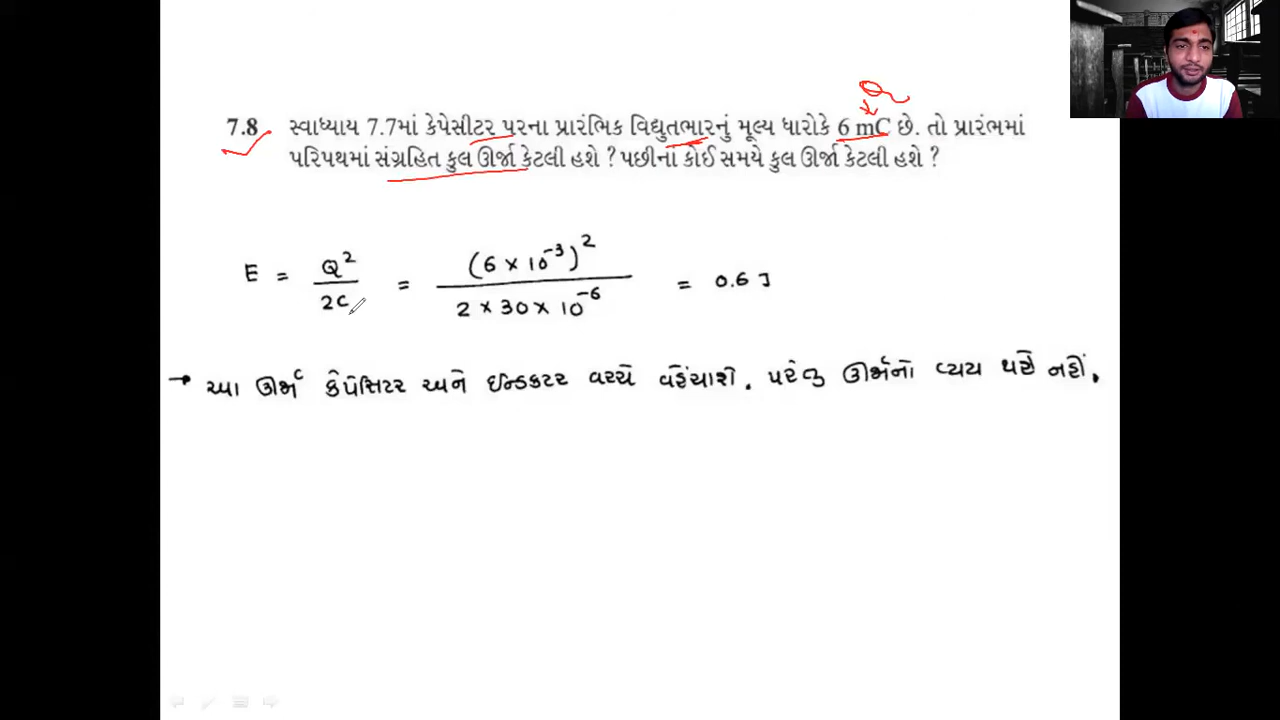 7.8 સ્વાધ્યાય 7.7માં કેપેસીટર પરના પ્રારંભિક વિદ્યુતભારનું મૂલ્ય ધારોકે 6 mC છે. તો પ્રારંભમાં
પરિપથમાં સંગ્રહિત કુલ ઊર્જા કેટલી હશે ? પછીના કોઈ સમયે કુલ ઊર્જા કેટલી હશે ?
Q
E = Q² / 2C = (6 × 10⁻³)² / 2 × 30 × 10⁻⁶ = 0.6 J
→ આ ઊર્જા કેપેસિટર અને ઈન્ડકટર વચ્ચે વહેંચાશે. પરંતુ ઊર્જાનો વ્યય થશે નહીં.